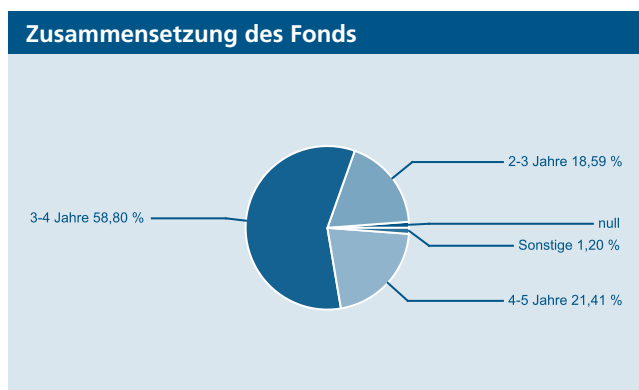 Zusammensetzung des Fonds
2-3 Jahre 18,59 %
3-4 Jahre 58,80 %
null
Sonstige 1,20 %
4-5 Jahre 21,41 %